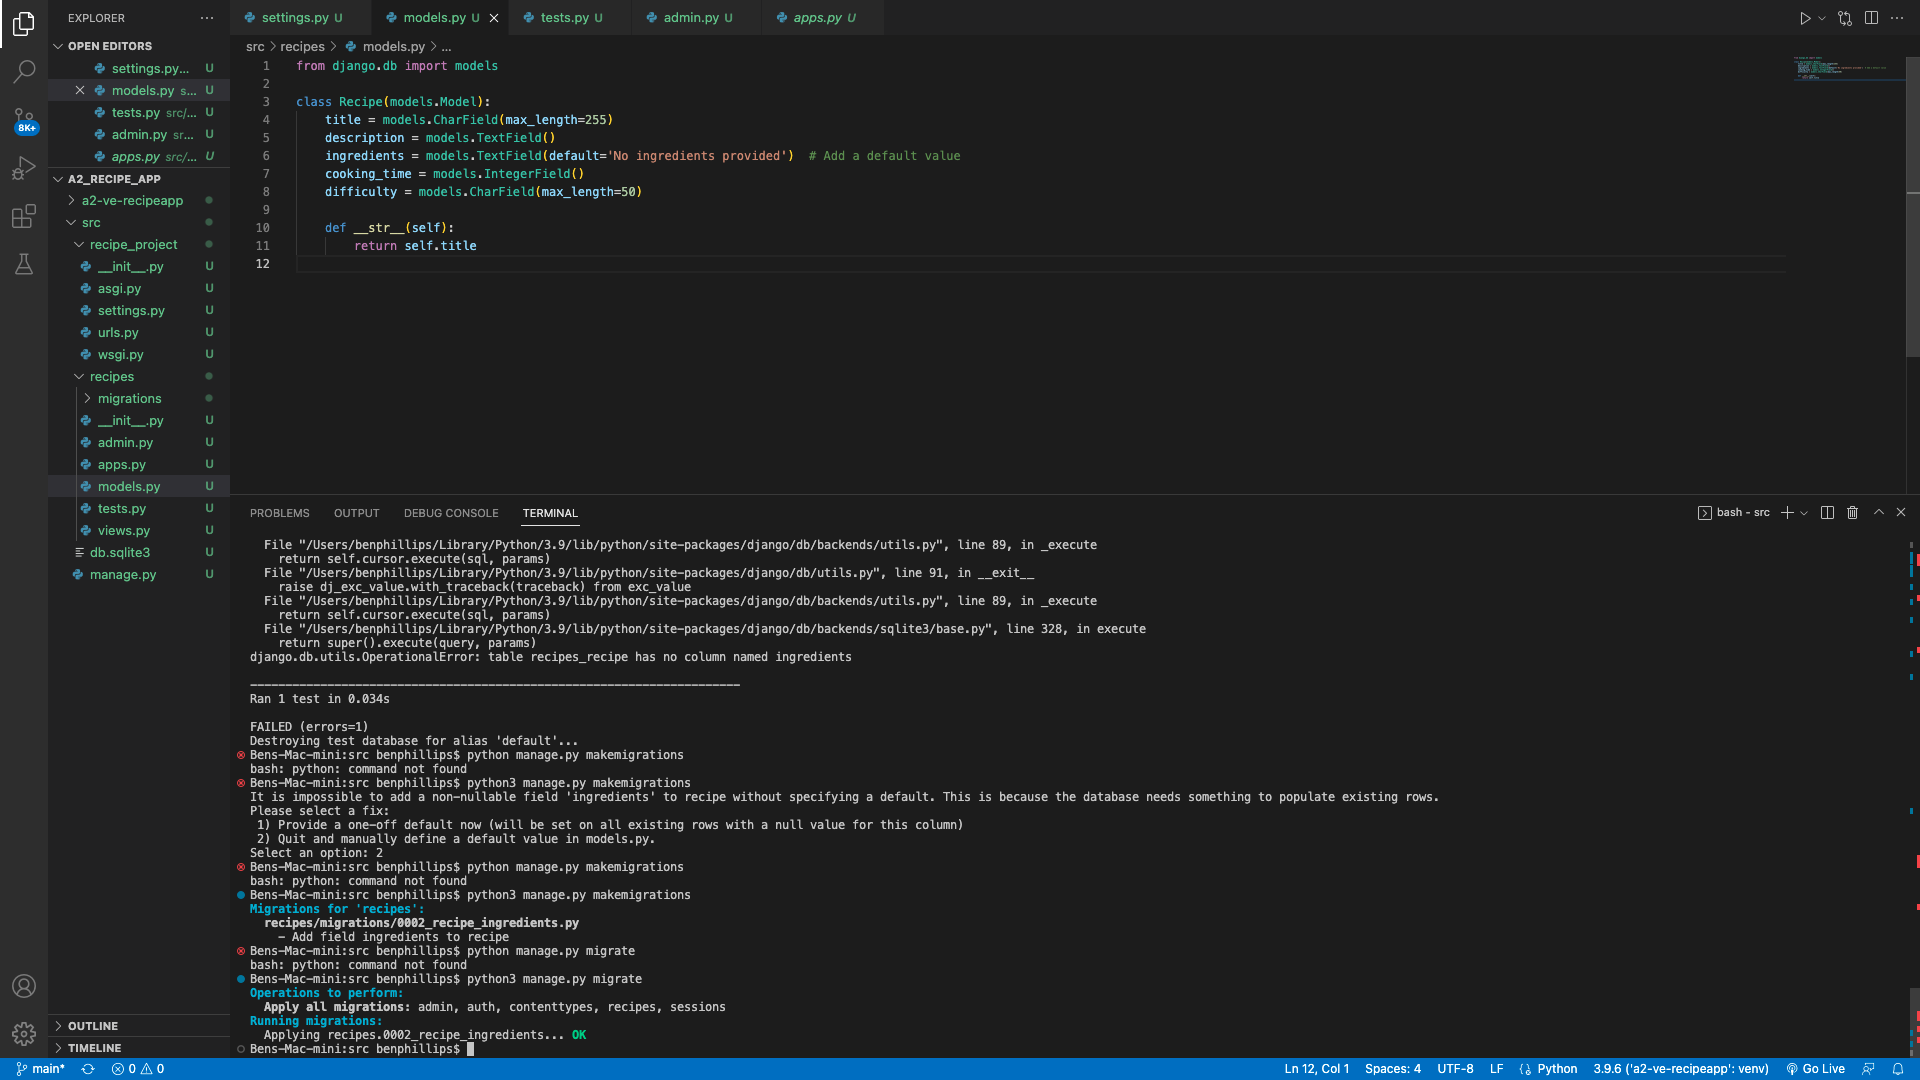 EXPLORER
OPEN EDITORS
settings.py... U
models.py s... U
tests.py src/... U
admin.py sr... U
apps.py src/... U
A2_RECIPE_APP
a2-ve-recipeapp
src
recipe_project
__init__.py U
asgi.py U
settings.py U
urls.py U
wsgi.py U
recipes
migrations
__init__.py U
admin.py U
apps.py U
models.py U
tests.py U
views.py U
db.sqlite3 U
manage.py U
OUTLINE
TIMELINE
8K+
settings.py U models.py U tests.py U admin.py U apps.py U
src > recipes > models.py > ...
1 from django.db import models
2
3 class Recipe(models.Model):
4 title = models.CharField(max_length=255)
5 description = models.TextField()
6 ingredients = models.TextField(default='No ingredients provided') # Add a default value
7 cooking_time = models.IntegerField()
8 difficulty = models.CharField(max_length=50)
9
10 def __str__(self):
11 return self.title
12
PROBLEMS OUTPUT DEBUG CONSOLE TERMINAL
bash - src
File "/Users/benphillips/Library/Python/3.9/lib/python/site-packages/django/db/backends/utils.py", line 89, in _execute
return self.cursor.execute(sql, params)
File "/Users/benphillips/Library/Python/3.9/lib/python/site-packages/django/db/utils.py", line 91, in __exit__
raise dj_exc_value.with_traceback(traceback) from exc_value
File "/Users/benphillips/Library/Python/3.9/lib/python/site-packages/django/db/backends/utils.py", line 89, in _execute
return self.cursor.execute(sql, params)
File "/Users/benphillips/Library/Python/3.9/lib/python/site-packages/django/db/backends/sqlite3/base.py", line 328, in execute
return super().execute(query, params)
django.db.utils.OperationalError: table recipes_recipe has no column named ingredients
----------------------------------------------------------------------
Ran 1 test in 0.034s
FAILED (errors=1)
Destroying test database for alias 'default'...
Bens-Mac-mini:src benphillips$ python manage.py makemigrations
bash: python: command not found
Bens-Mac-mini:src benphillips$ python3 manage.py makemigrations
It is impossible to add a non-nullable field 'ingredients' to recipe without specifying a default. This is because the database needs something to populate existing rows.
Please select a fix:
1) Provide a one-off default now (will be set on all existing rows with a null value for this column)
2) Quit and manually define a default value in models.py.
Select an option: 2
Bens-Mac-mini:src benphillips$ python manage.py makemigrations
bash: python: command not found
Bens-Mac-mini:src benphillips$ python3 manage.py makemigrations
Migrations for 'recipes':
recipes/migrations/0002_recipe_ingredients.py
- Add field ingredients to recipe
Bens-Mac-mini:src benphillips$ python manage.py migrate
bash: python: command not found
Bens-Mac-mini:src benphillips$ python3 manage.py migrate
Operations to perform:
Apply all migrations: admin, auth, contenttypes, recipes, sessions
Running migrations:
Applying recipes.0002_recipe_ingredients... OK
Bens-Mac-mini:src benphillips$
main* 0 0 Ln 12, Col 1 Spaces: 4 UTF-8 LF Python 3.9.6 ('a2-ve-recipeapp': venv) Go Live